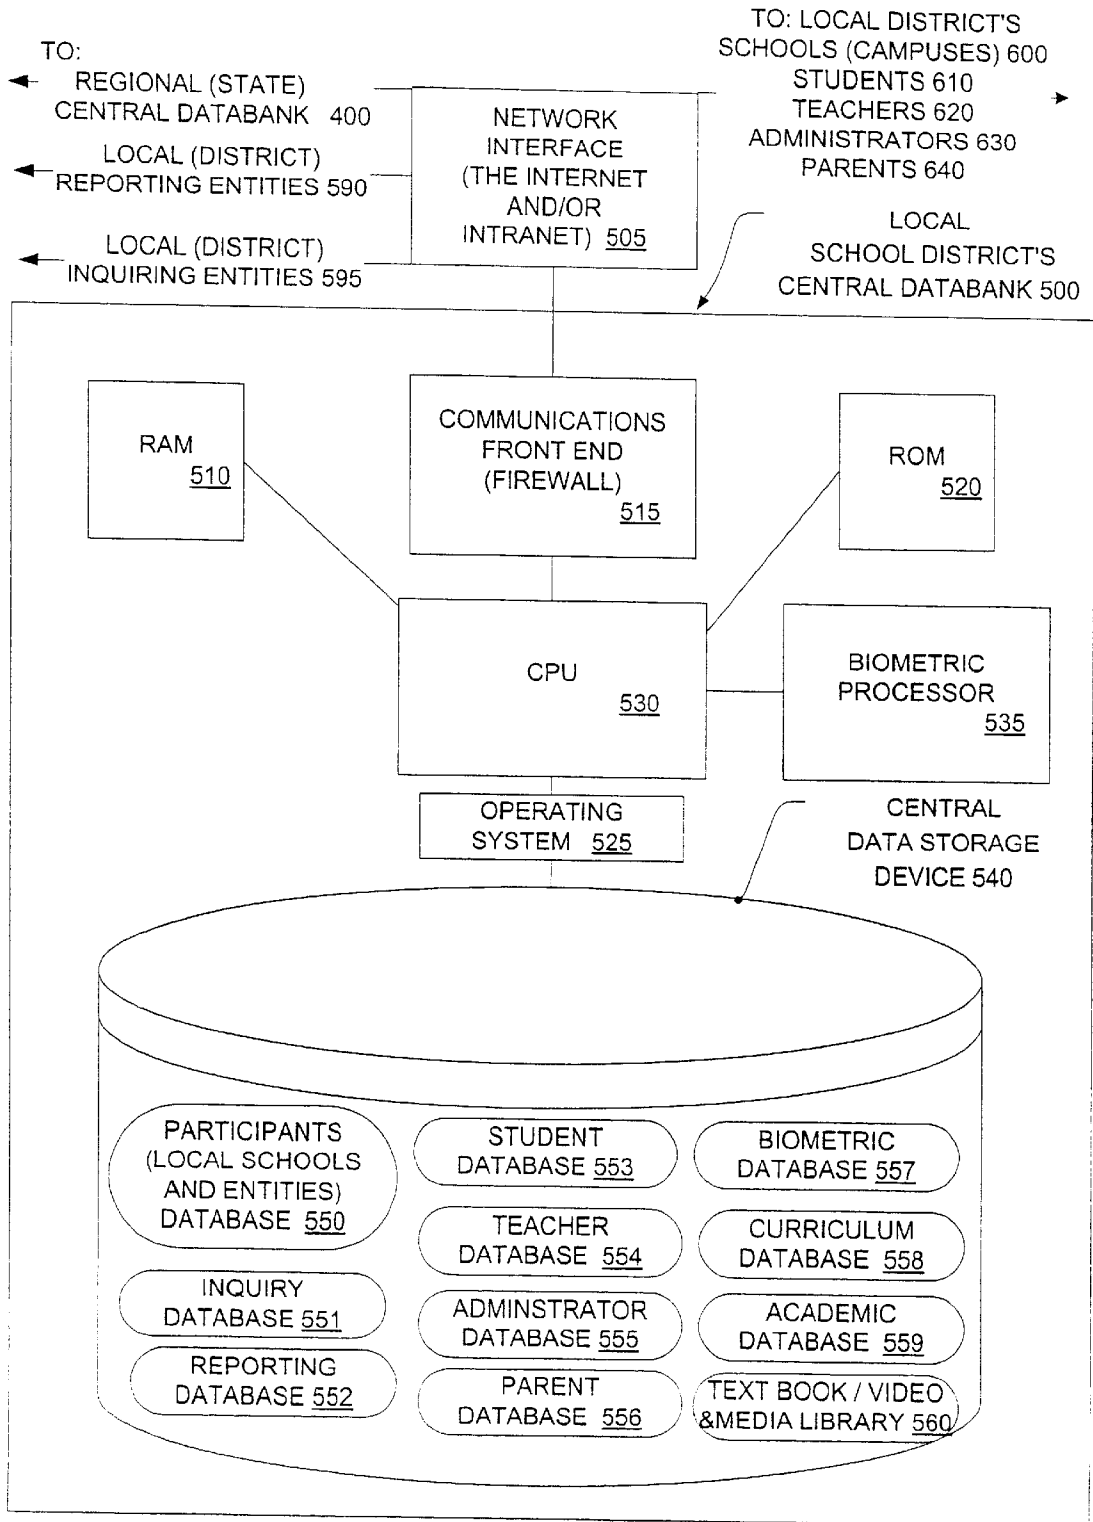 TO:
REGIONAL (STATE)
CENTRAL DATABANK 400
LOCAL (DISTRICT)
REPORTING ENTITIES 590
LOCAL (DISTRICT)
INQUIRING ENTITIES 595
NETWORK
INTERFACE
(THE INTERNET
AND/OR
INTRANET) 505
TO: LOCAL DISTRICT'S
SCHOOLS (CAMPUSES) 600
STUDENTS 610
TEACHERS 620
ADMINISTRATORS 630
PARENTS 640
LOCAL
SCHOOL DISTRICT'S
CENTRAL DATABANK 500
RAM
510
COMMUNICATIONS
FRONT END
(FIREWALL)
515
ROM
520
CPU
530
BIOMETRIC
PROCESSOR
535
OPERATING
SYSTEM 525
CENTRAL
DATA STORAGE
DEVICE 540
PARTICIPANTS
(LOCAL SCHOOLS
AND ENTITIES)
DATABASE 550
INQUIRY
DATABASE 551
REPORTING
DATABASE 552
STUDENT
DATABASE 553
TEACHER
DATABASE 554
ADMINSTRATOR
DATABASE 555
PARENT
DATABASE 556
BIOMETRIC
DATABASE 557
CURRICULUM
DATABASE 558
ACADEMIC
DATABASE 559
TEXT BOOK / VIDEO
&MEDIA LIBRARY 560